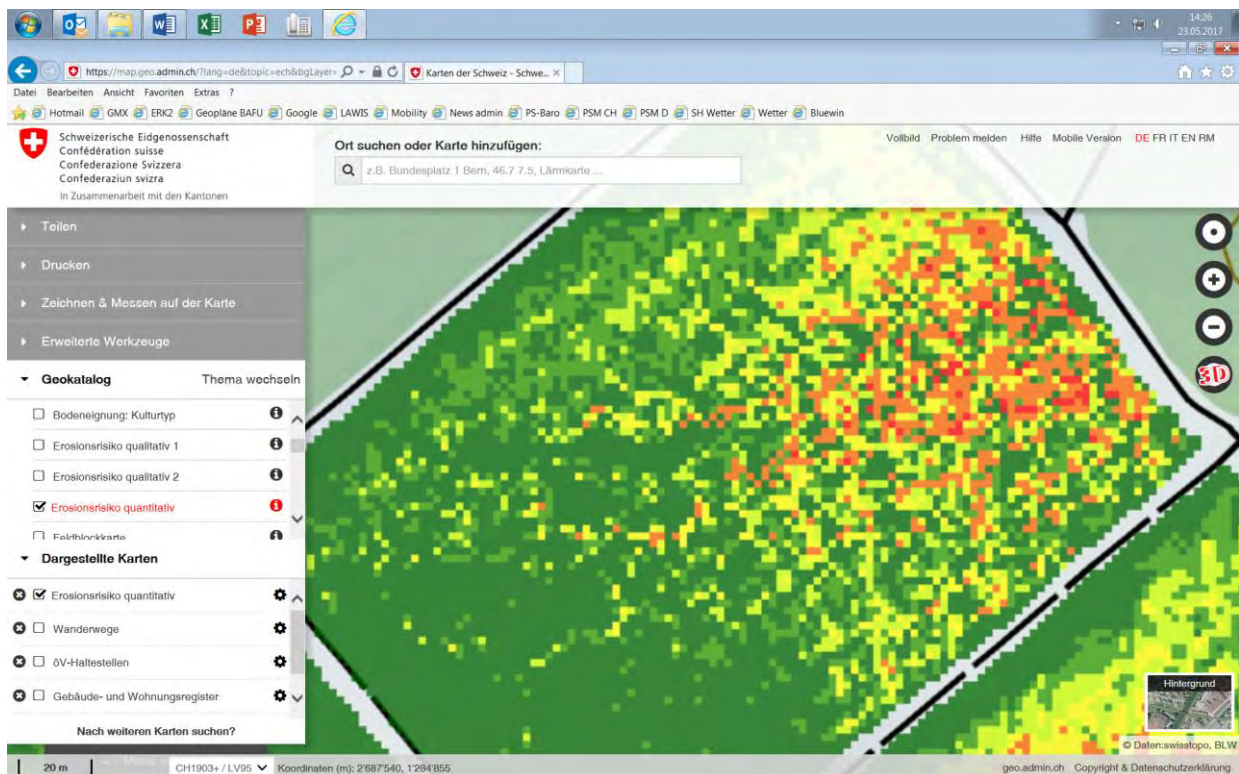 14:26
23.05.2017
https://map.geo.admin.ch/?lang=de&topic=ech&bgLayer=
Karten der Schweiz - Schwe...
Datei Bearbeiten Ansicht Favoriten Extras ?
Hotmail GMX ERK2 Geopläne BAFU Google LAWIS Mobility News admin PS-Baro PSM CH PSM D SH Wetter Wetter Bluewin
Schweizerische Eidgenossenschaft
Confédération suisse
Confederazione Svizzera
Confederaziun svizra
In Zusammenarbeit mit den Kantonen
Ort suchen oder Karte hinzufügen:
z.B. Bundesplatz 1 Bern, 46.7 7.5, Lärmkarte ...
Vollbild Problem melden Hilfe Mobile Version DE FR IT EN RM
Teilen
Drucken
Zeichnen & Messen auf der Karte
Erweiterte Werkzeuge
Geokatalog Thema wechseln
Bodeneignung: Kulturtyp
Erosionsrisiko qualitativ 1
Erosionsrisiko qualitativ 2
Erosionsrisiko quantitativ
Feldblockkarte
Dargestellte Karten
Erosionsrisiko quantitativ
Wanderwege
öV-Haltestellen
Gebäude- und Wohnungsregister
Nach weiteren Karten suchen?
3D
Hintergrund
© Daten:swisstopo, BLW
20 m
CH1903+ / LV95
Koordinaten (m): 2'687'540, 1'284'855
geo.admin.ch Copyright & Datenschutzerklärung